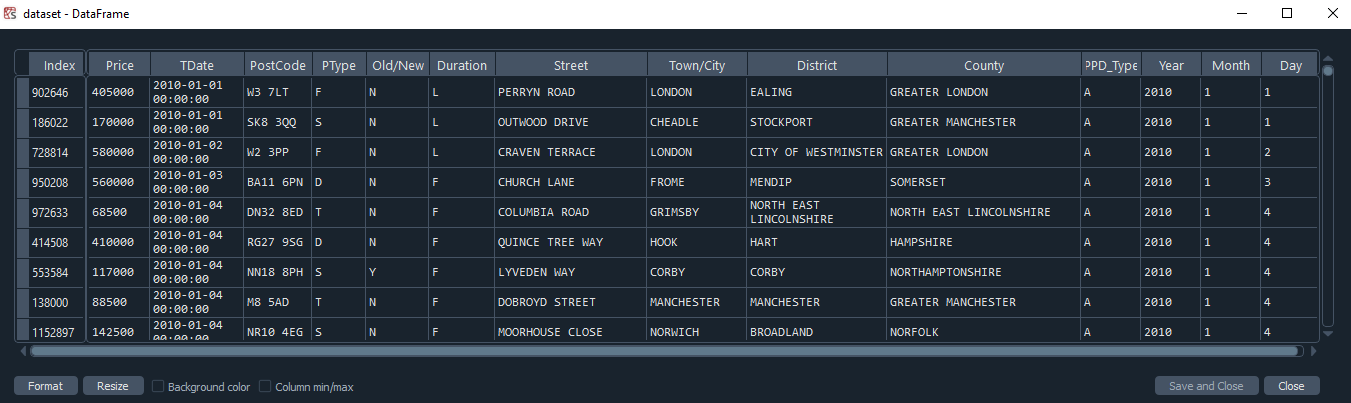 dataset - DataFrame
Index Price TDate PostCode PType Old/New Duration Street Town/City District County PPD_Type Year Month Day
902646 405000 2010-01-01 00:00:00 W3 7LT F N L PERRYN ROAD LONDON EALING GREATER LONDON A 2010 1 1
186022 170000 2010-01-01 00:00:00 SK8 3QQ S N L OUTWOOD DRIVE CHEADLE STOCKPORT GREATER MANCHESTER A 2010 1 1
728814 580000 2010-01-02 00:00:00 W2 3PP F N L CRAVEN TERRACE LONDON CITY OF WESTMINSTER GREATER LONDON A 2010 1 2
950208 560000 2010-01-03 00:00:00 BA11 6PN D N F CHURCH LANE FROME MENDIP SOMERSET A 2010 1 3
972633 68500 2010-01-04 00:00:00 DN32 8ED T N F COLUMBIA ROAD GRIMSBY NORTH EAST LINCOLNSHIRE NORTH EAST LINCOLNSHIRE A 2010 1 4
414508 410000 2010-01-04 00:00:00 RG27 9SG D N F QUINCE TREE WAY HOOK HART HAMPSHIRE A 2010 1 4
553584 117000 2010-01-04 00:00:00 NN18 8PH S Y F LYVEDEN WAY CORBY CORBY NORTHAMPTONSHIRE A 2010 1 4
138000 88500 2010-01-04 00:00:00 M8 5AD T N F DOBROYD STREET MANCHESTER MANCHESTER GREATER MANCHESTER A 2010 1 4
1152897 142500 2010-01-04 00:00:00 NR10 4EG S N F MOORHOUSE CLOSE NORWICH BROADLAND NORFOLK A 2010 1 4
Format Resize Background color Column min/max Save and Close Close